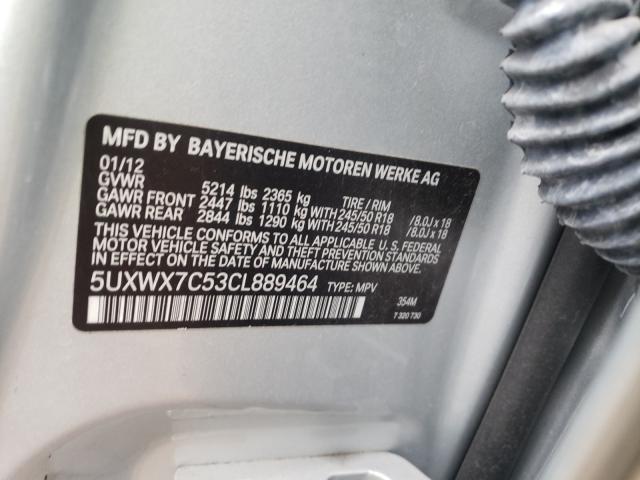 MFD BY BAYERISCHE MOTOREN WERKE AG
01/12
GVWR 5214 lbs 2365 kg TIRE / RIM
GAWR FRONT 2447 lbs 1110 kg WITH 245/50 R18 / 8.0J x 18
GAWR REAR 2844 lbs 1290 kg WITH 245/50 R18 / 8.0J x 18
THIS VEHICLE CONFORMS TO ALL APPLICABLE U.S. FEDERAL
MOTOR VEHICLE SAFETY AND THEFT PREVENTION STANDARDS
IN EFFECT ON THE DATE OF MANUFACTURE SHOWN ABOVE.
5UXWX7C53CL889464 TYPE: MPV 354M
7 320 730